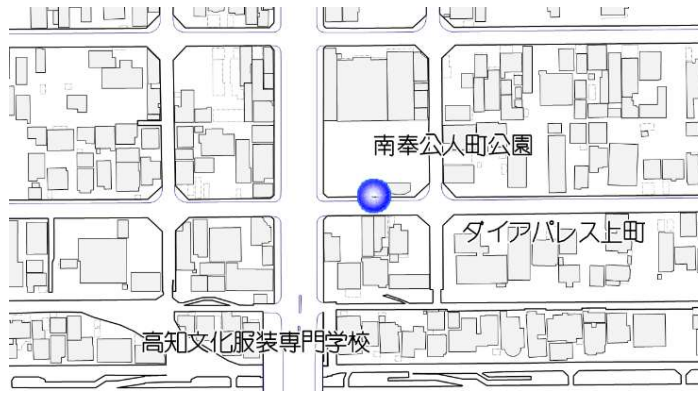 南奉公人町公園
ダイアパレス上町
高知文化服装専門学校